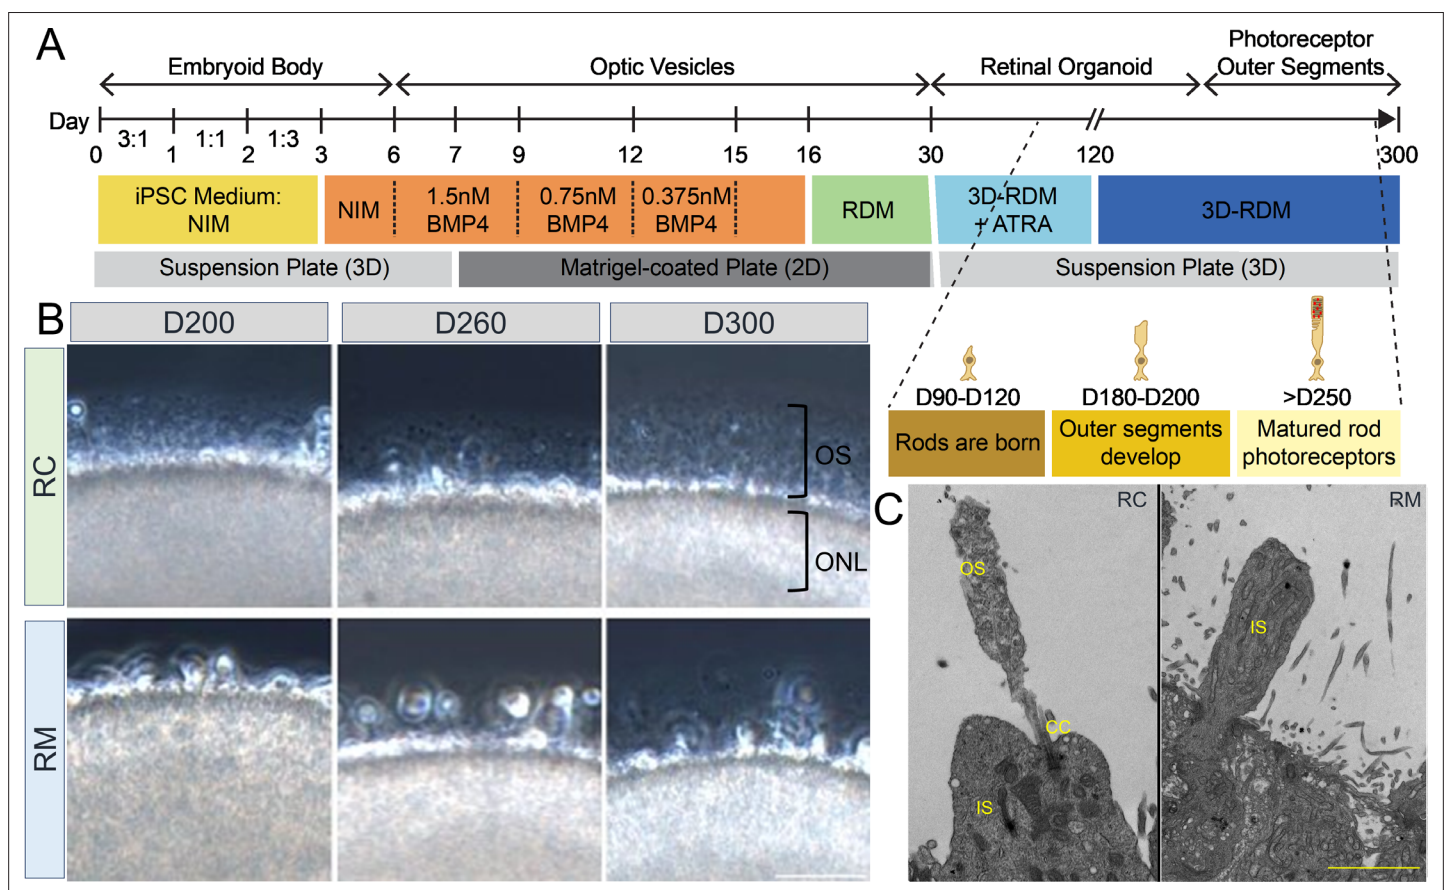 A
Embryoid Body
Optic Vesicles
Retinal Organoid
Photoreceptor
Outer Segments
Day
3:1
1:1
1:3
0
1
2
3
6
7
9
12
15
16
30
120
300
iPSC Medium:
NIM
NIM
1.5nM
BMP4
0.75nM
BMP4
0.375nM
BMP4
RDM
3D-RDM
+ ATRA
3D-RDM
Suspension Plate (3D)
Matrigel-coated Plate (2D)
Suspension Plate (3D)
D90-D120
D180-D200
>D250
Rods are born
Outer segments
develop
Matured rod
photoreceptors
B
D200
D260
D300
RC
OS
ONL
RM
C
RC
OS
CC
IS
RM
IS